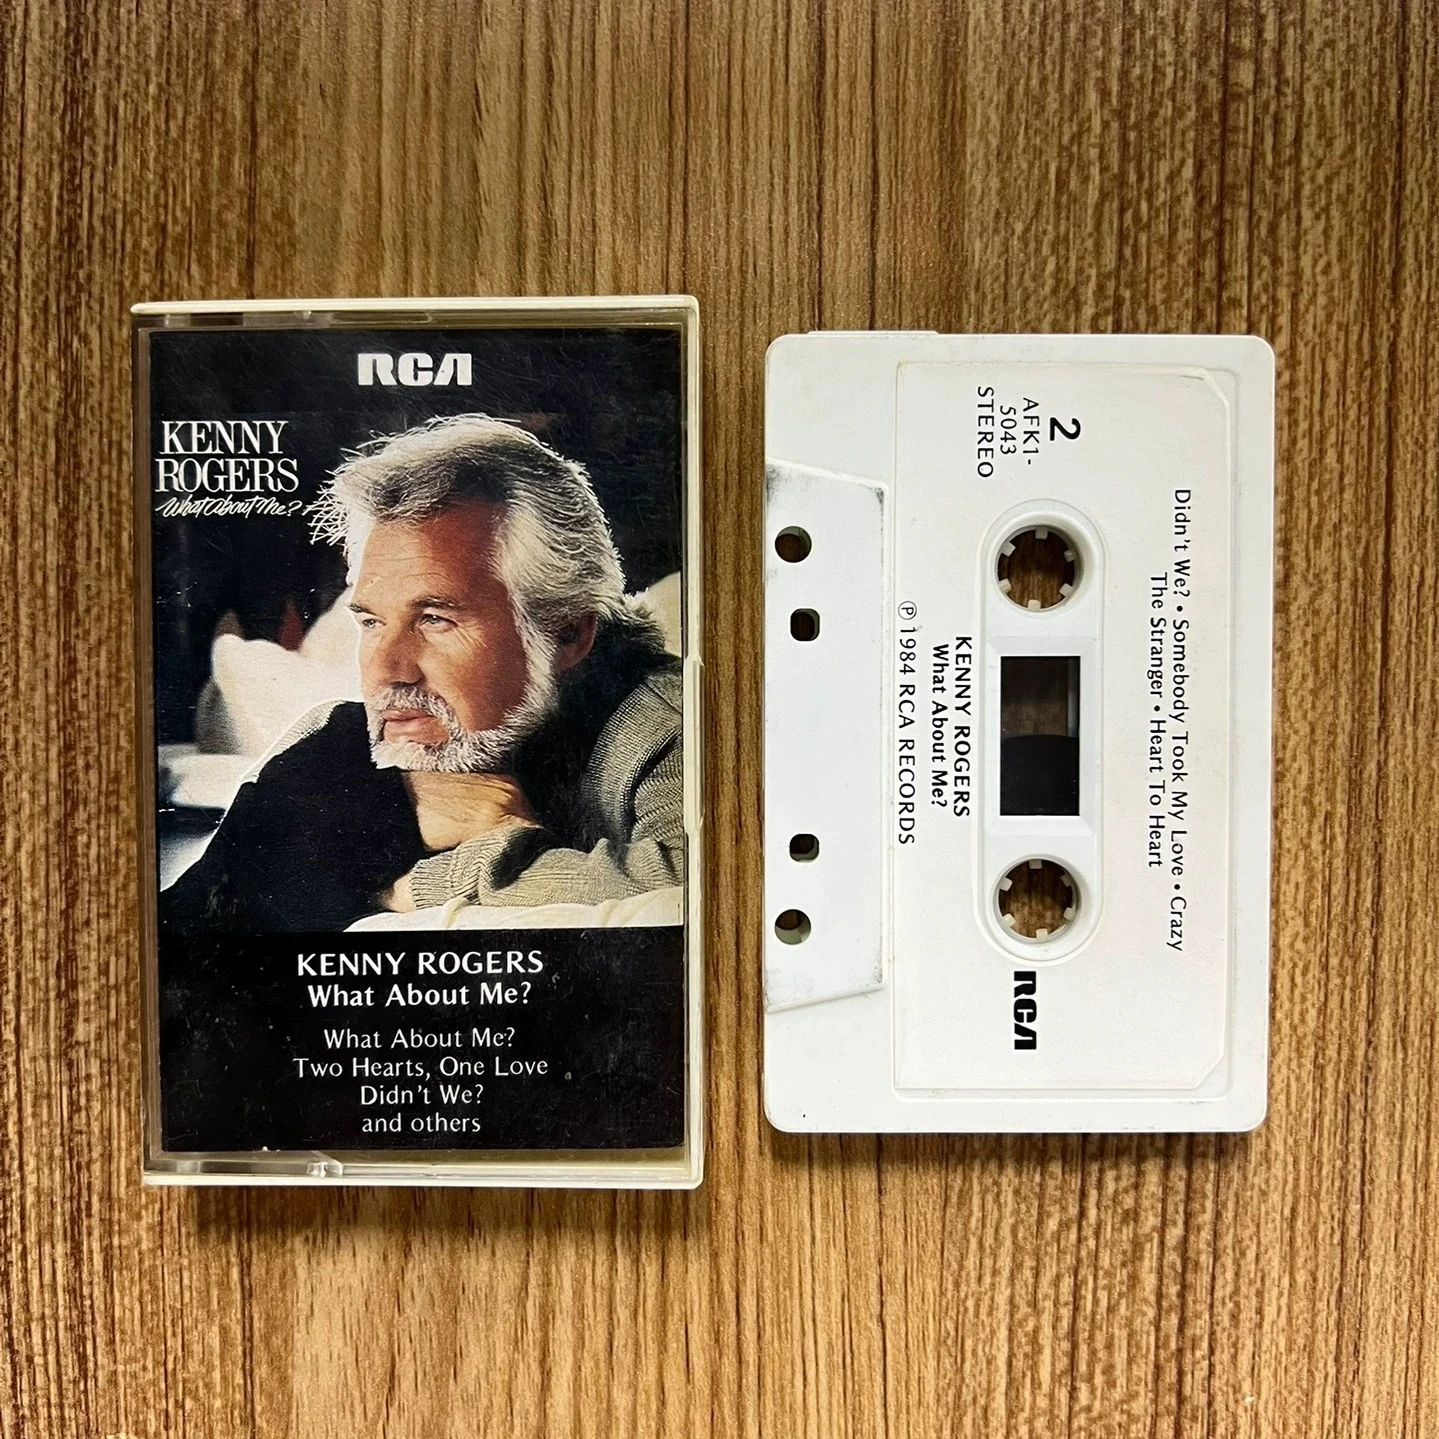 RCA
KENNY
ROGERS
What About Me?
KENNY ROGERS
What About Me?
What About Me?
Two Hearts, One Love
Didn't We?
and others
2
AFK1-
5043
STEREO
Didn't We? • Somebody Took My Love • Crazy
The Stranger • Heart To Heart
KENNY ROGERS
What About Me?
℗ 1984 RCA RECORDS
RCA